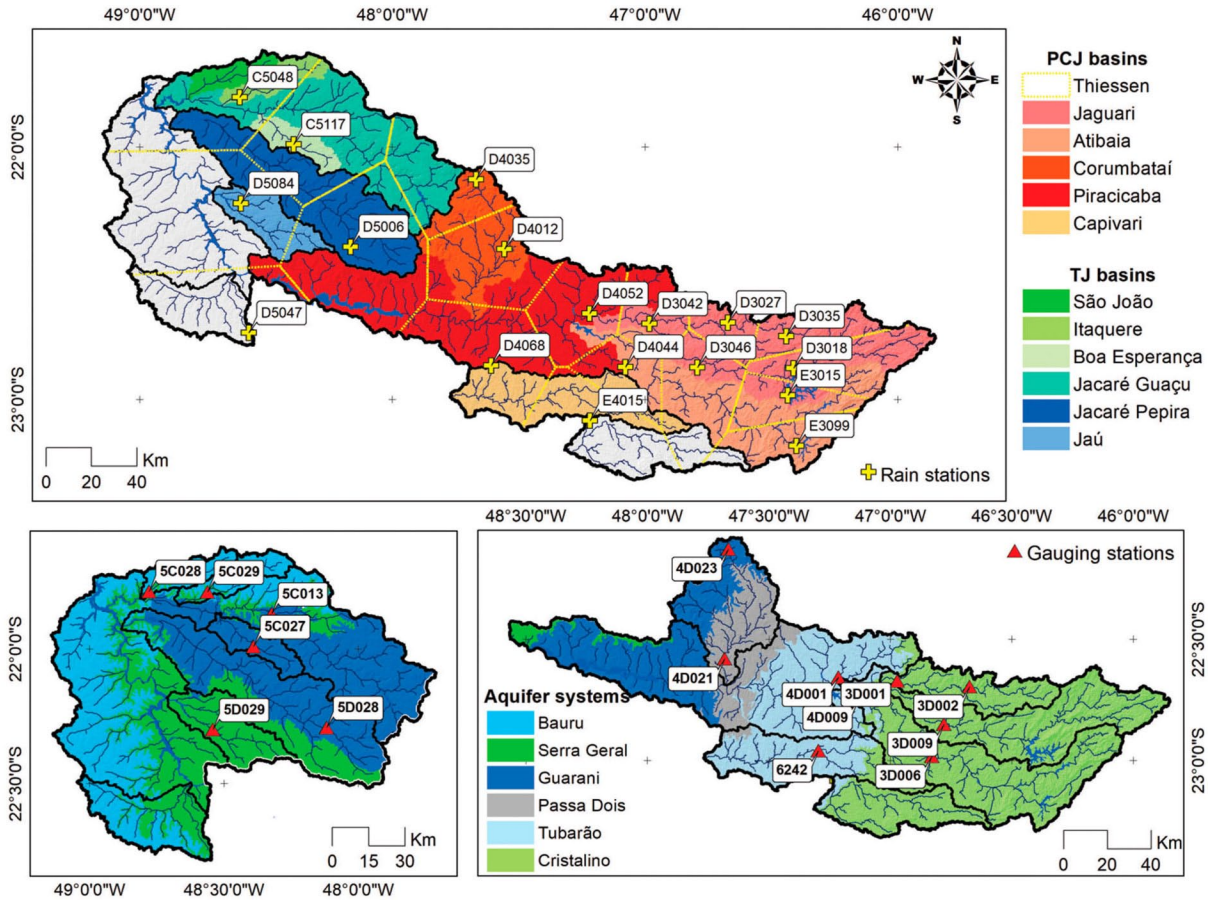 49°0'0"W
48°0'0"W
47°0'0"W
46°0'0"W
22°0'0"S
23°0'0"S
N
W
E
S
C5048
C5117
D4035
D5084
D5006
D4012
D4052
D3042
D3027
D3035
D5047
D4068
D4044
D3046
D3018
E3015
E4015
E3099
Km
0 20 40
Rain stations
PCJ basins
Thiessen
Jaguari
Atibaia
Corumbataí
Piracicaba
Capivari
TJ basins
São João
Itaquere
Boa Esperança
Jacaré Guaçu
Jacaré Pepira
Jaú
5C028
5C029
5C013
5C027
5D029
5D028
22°0'0"S
22°30'0"S
Km
0 15 30
49°0'0"W
48°30'0"W
48°0'0"W
48°30'0"W
48°0'0"W
47°30'0"W
47°0'0"W
46°30'0"W
46°0'0"W
Gauging stations
4D023
4D021
4D001
3D001
3D002
4D009
3D009
6242
3D006
22°30'0"S
23°0'0"S
Aquifer systems
Bauru
Serra Geral
Guarani
Passa Dois
Tubarão
Cristalino
Km
0 20 40